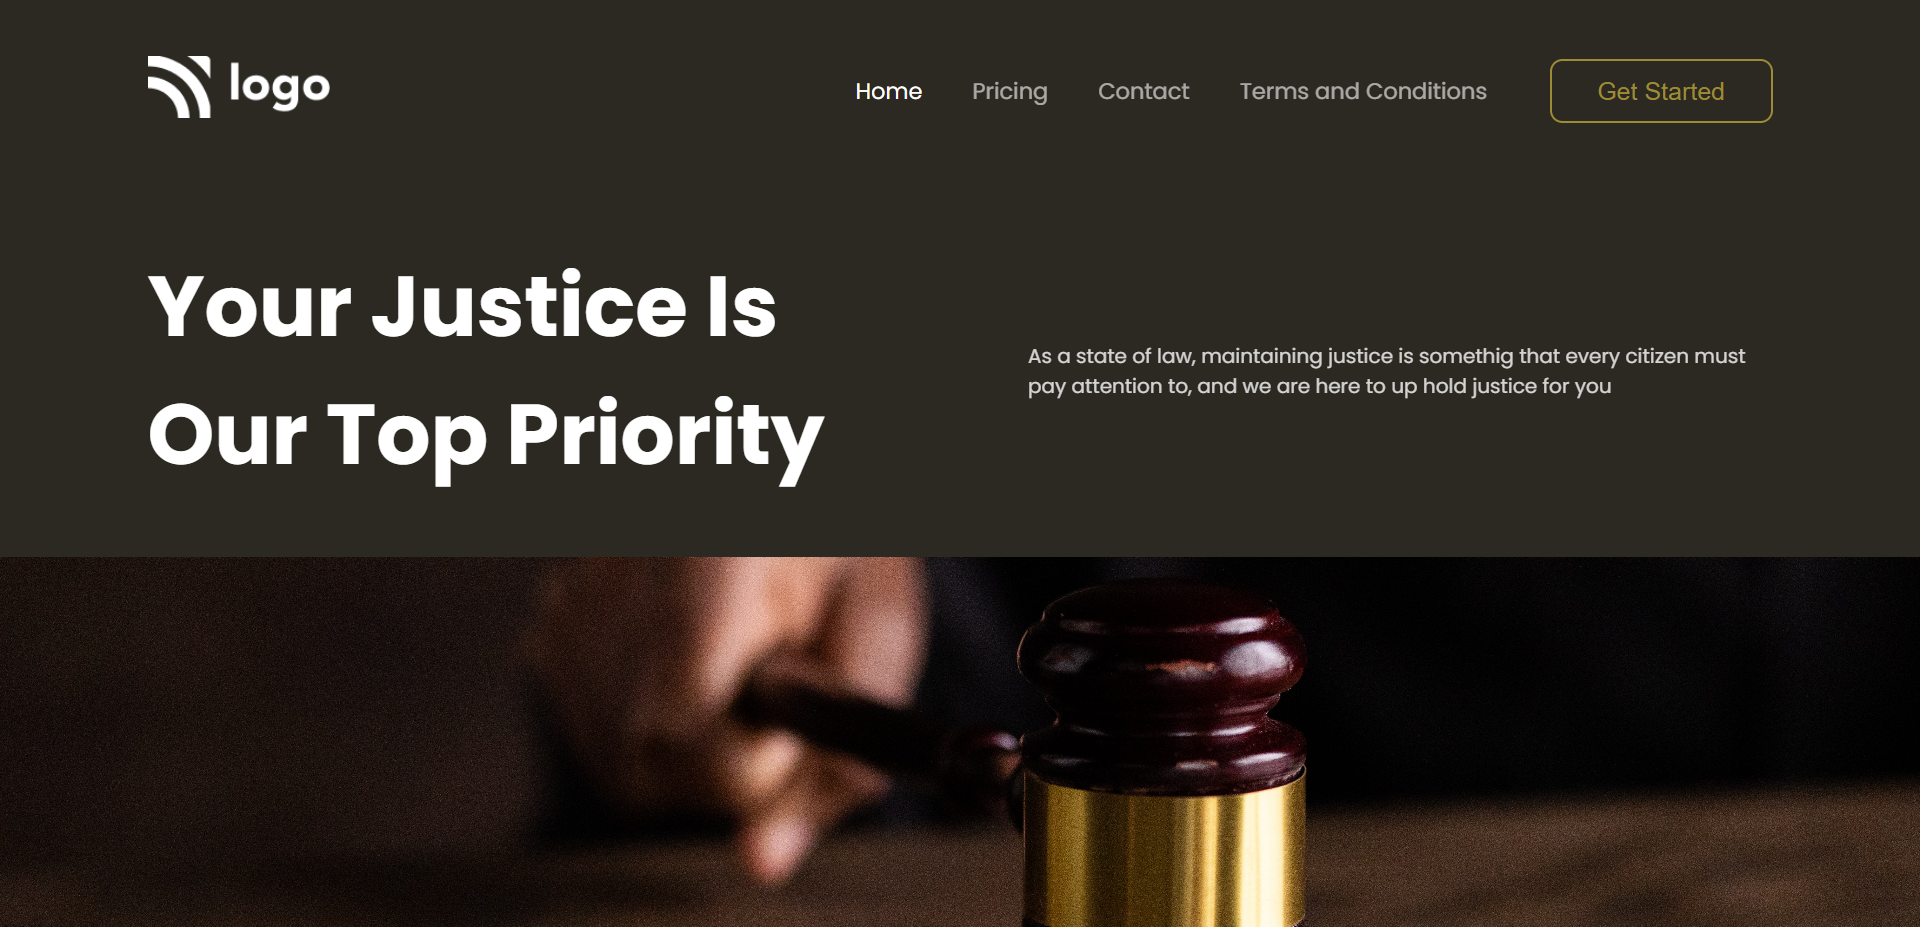 logo
Home Pricing Contact Terms and Conditions Get Started
Your Justice Is
Our Top Priority
As a state of law, maintaining justice is somethig that every citizen must
pay attention to, and we are here to up hold justice for you